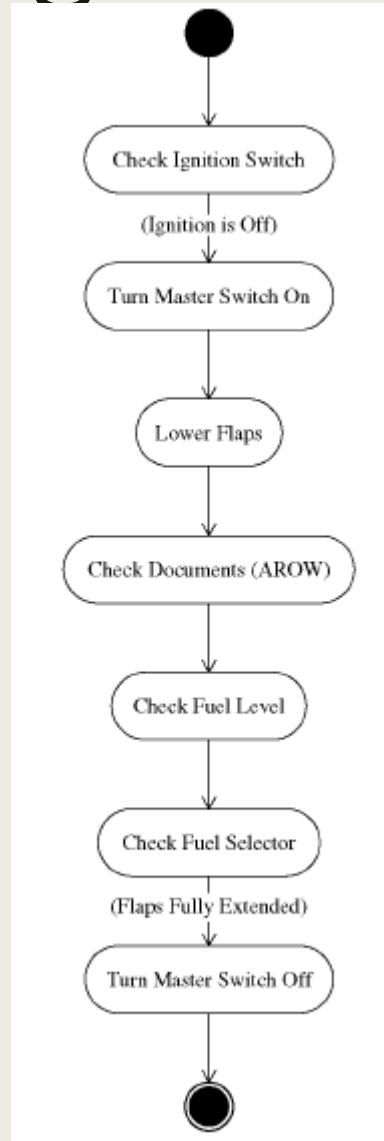 Check Ignition Switch
(Ignition is Off)
Turn Master Switch On
Lower Flaps
Check Documents (AROW)
Check Fuel Level
Check Fuel Selector
(Flaps Fully Extended)
Turn Master Switch Off